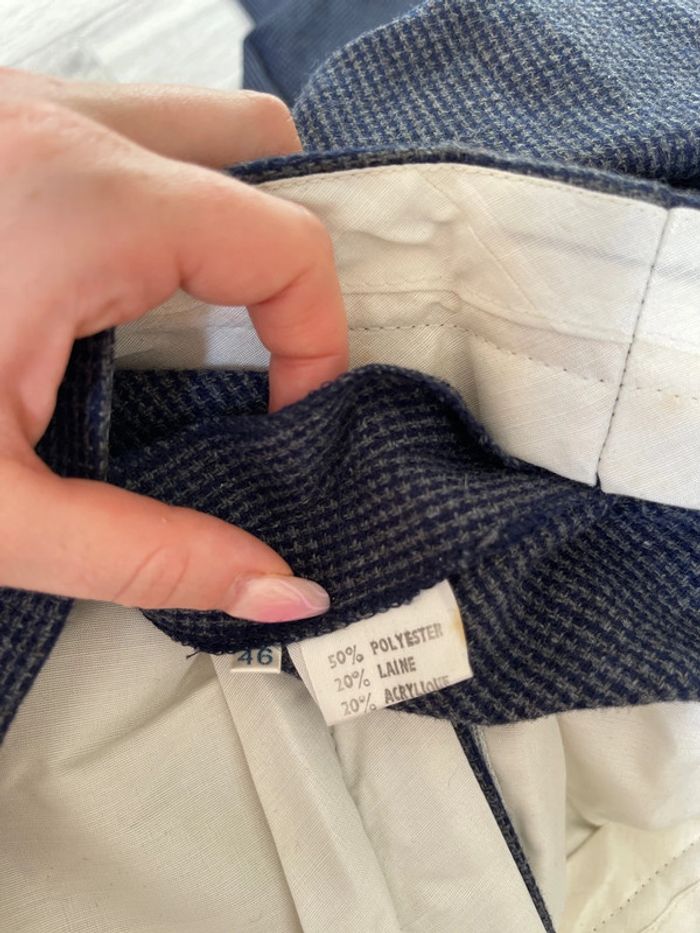 46
50% POLYESTER
20% LAINE
20% ACRYLIQUE